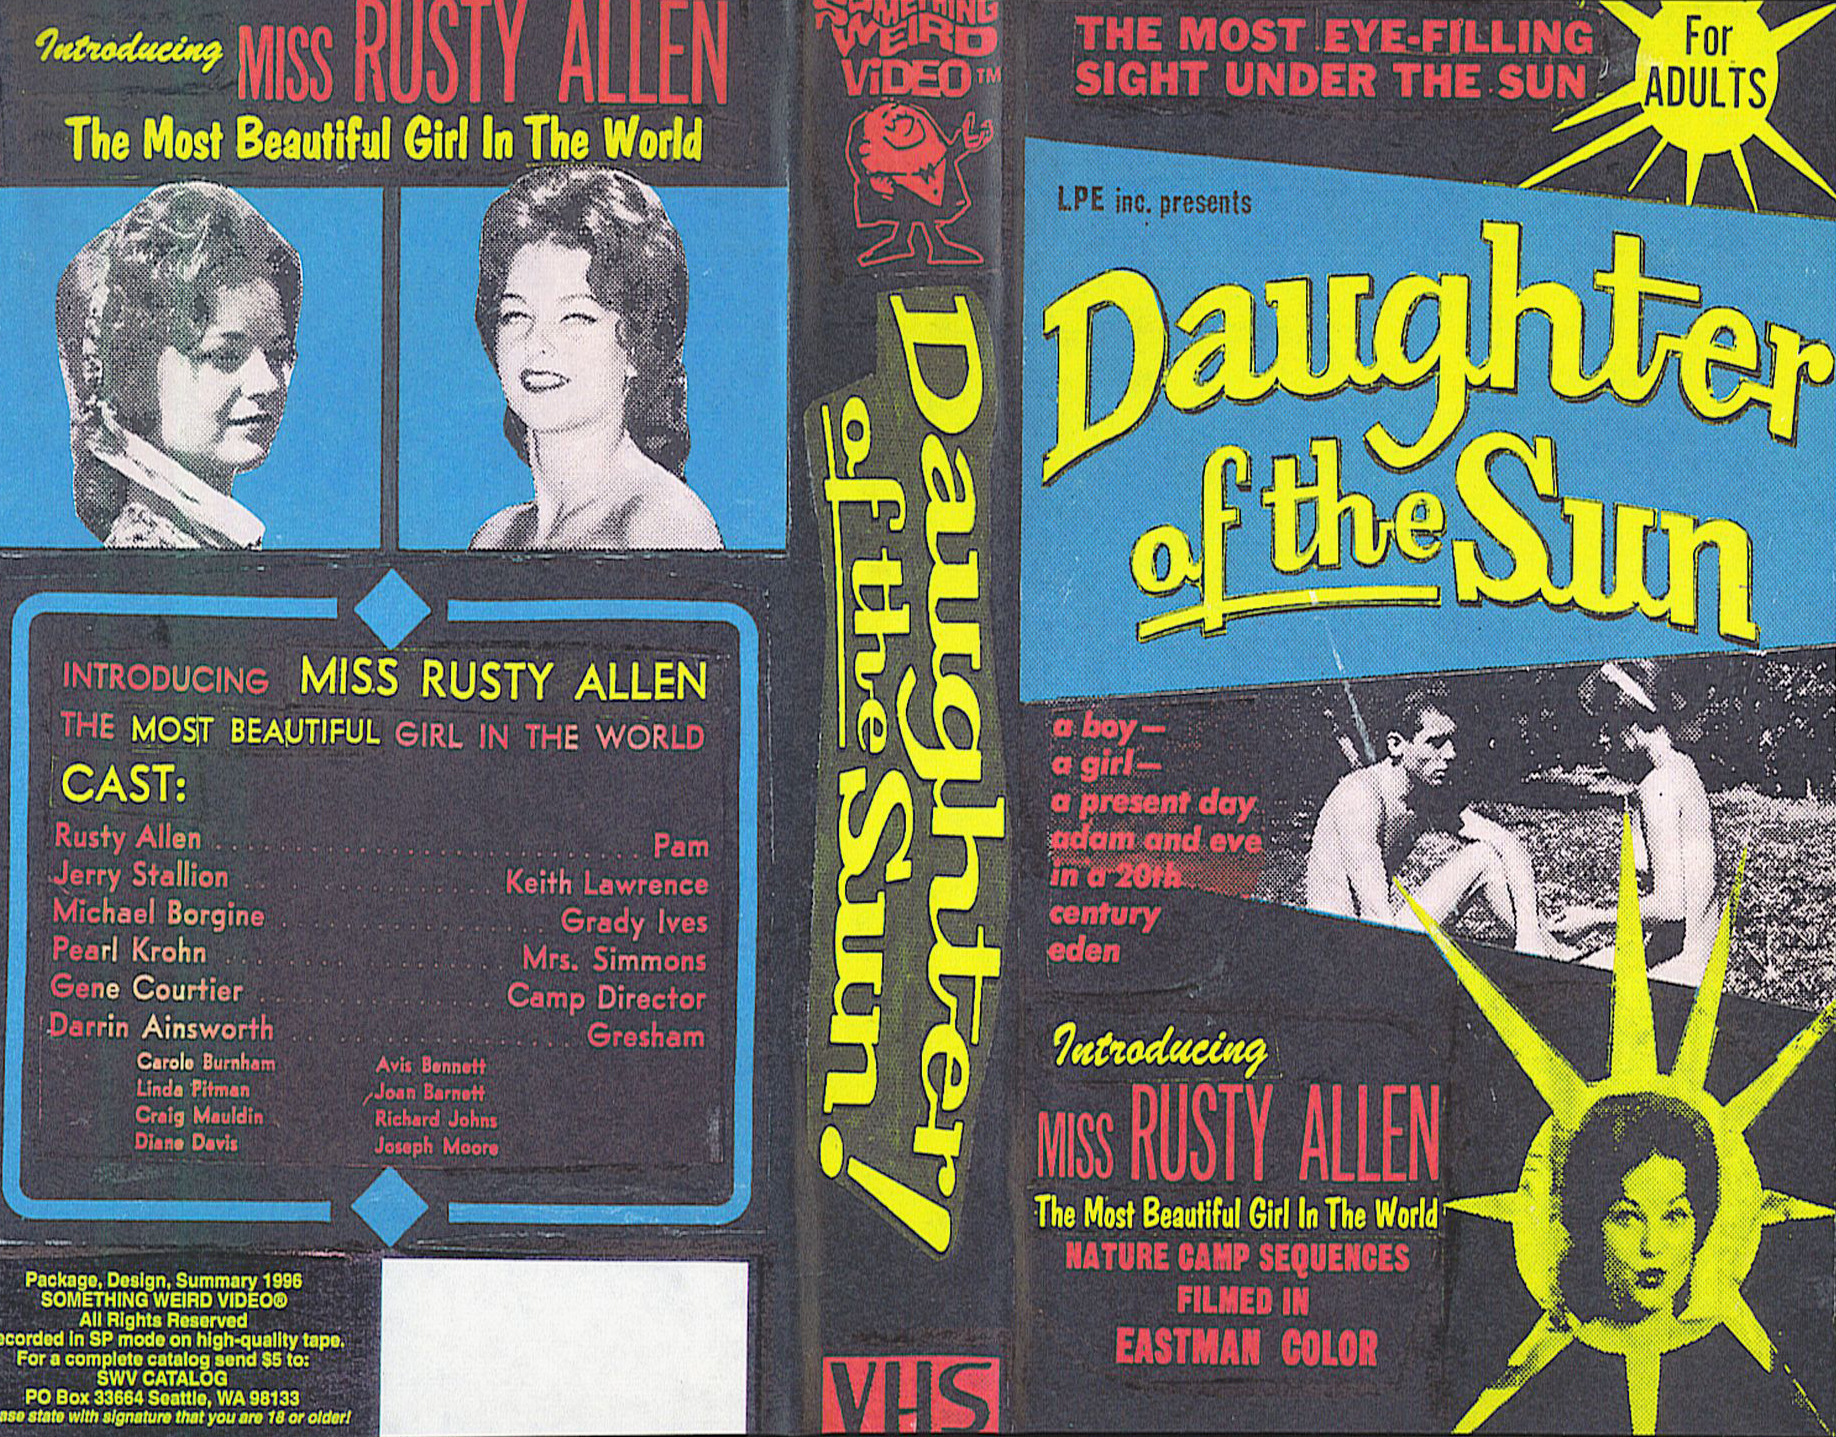 Introducing MISS RUSTY ALLEN
The Most Beautiful Girl In The World
INTRODUCING MISS RUSTY ALLEN
THE MOST BEAUTIFUL GIRL IN THE WORLD
CAST:
Rusty Allen . . . . . . . . . . . . . . . . . . . . Pam
Jerry Stallion . . . . . . . . . . . . . . . . . . . . Keith Lawrence
Michael Borgine . . . . . . . . . . . . . . . . . . . . Grady Ives
Pearl Krohn . . . . . . . . . . . . . . . . . . . . Mrs. Simmons
Gene Courtier . . . . . . . . . . . . . . . . . . . . Camp Director
Darrin Ainsworth . . . . . . . . . . . . . . . . . . . . Gresham
Carole Burnham Avis Bennett
Linda Pitman Joan Barnett
Craig Mauldin Richard Johns
Diane Davis Joseph Moore
Package, Design, Summary 1996
SOMETHING WEIRD VIDEO®
All Rights Reserved
ecorded in SP mode on high-quality tape.
For a complete catalog send $5 to:
SWV CATALOG
PO Box 33664 Seattle, WA 98133
ase state with signature that you are 18 or older!
SOMETHING
WEIRD
ViDEO™
Daughter
of the Sun!
VHS
THE MOST EYE-FILLING
SIGHT UNDER THE SUN
For
ADULTS
LPE inc. presents
Daughter
of the Sun
a boy—
a girl—
a present day
adam and eve
in a 20th
century
eden
Introducing
MISS RUSTY ALLEN
The Most Beautiful Girl In The World
NATURE CAMP SEQUENCES
FILMED IN
EASTMAN COLOR